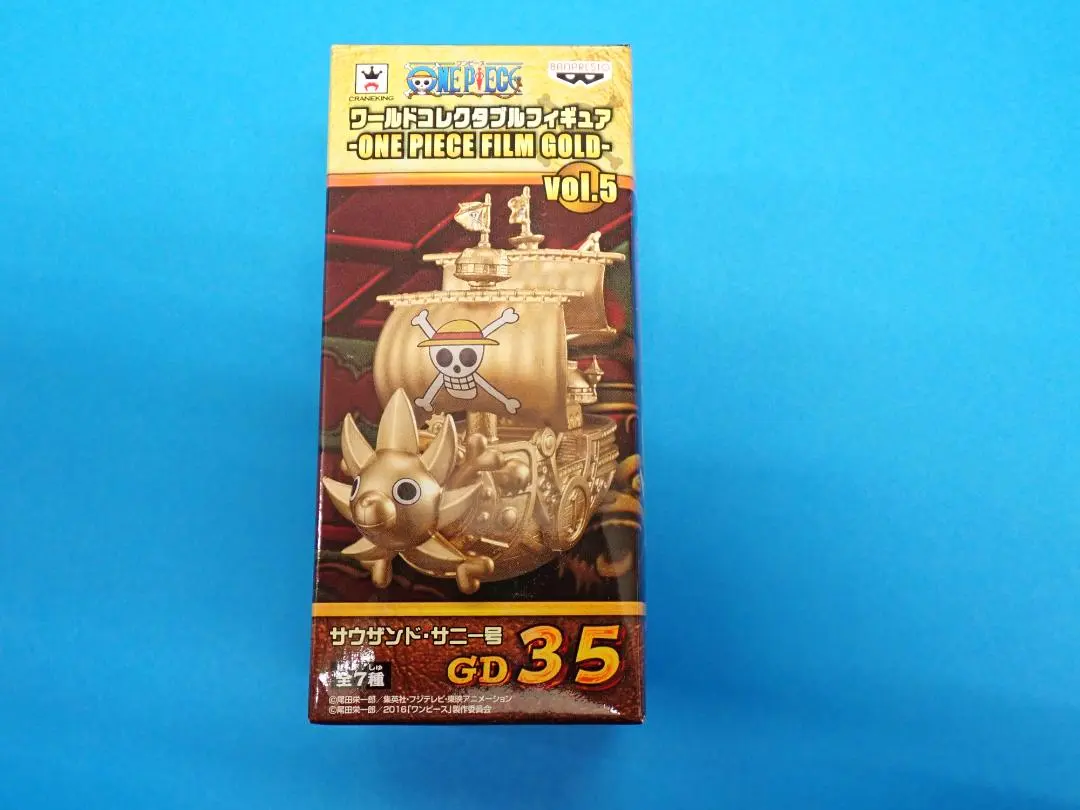 CRANEKING
ワンピース
ONE PIECE
BANPRESTO
ワールドコレクタブルフィギュア
-ONE PIECE FILM GOLD-
vol.5
サウザンド・サニー号
GD 35
全7種
©尾田栄一郎／集英社・フジテレビ・東映アニメーション
©尾田栄一郎／2016「ワンピース」製作委員会